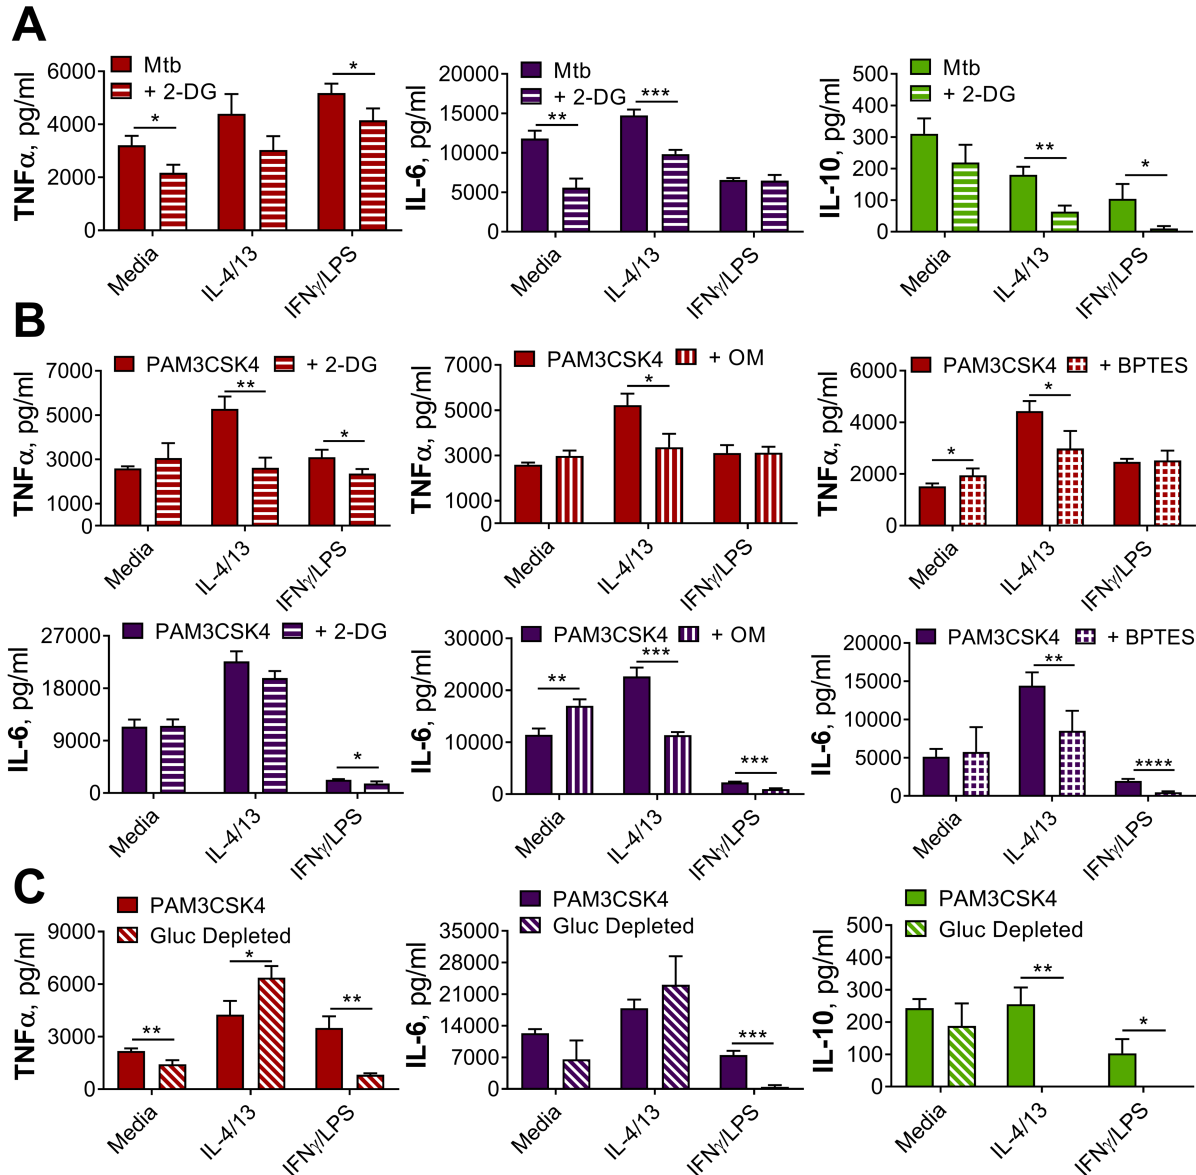 A
TNFα, pg/ml
6000
4000
2000
0
Mtb
+ 2-DG
*
*
Media
IL-4/13
IFNγ/LPS
IL-6, pg/ml
20000
15000
10000
5000
0
Mtb
+ 2-DG
**
***
Media
IL-4/13
IFNγ/LPS
IL-10, pg/ml
500
400
300
200
100
0
Mtb
+ 2-DG
**
*
Media
IL-4/13
IFNγ/LPS
B
TNFα, pg/ml
7000
5000
3000
1000
0
PAM3CSK4 + 2-DG
**
*
Media
IL-4/13
IFNγ/LPS
TNFα, pg/ml
7000
5000
3000
1000
0
PAM3CSK4 + OM
*
Media
IL-4/13
IFNγ/LPS
TNFα, pg/ml
6000
4000
2000
0
PAM3CSK4 + BPTES
*
*
Media
IL-4/13
IFNγ/LPS
IL-6, pg/ml
27000
18000
9000
0
PAM3CSK4 + 2-DG
*
Media
IL-4/13
IFNγ/LPS
IL-6, pg/ml
30000
20000
10000
0
PAM3CSK4 + OM
**
***
***
Media
IL-4/13
IFNγ/LPS
IL-6, pg/ml
20000
15000
10000
5000
0
PAM3CSK4 + BPTES
**
****
Media
IL-4/13
IFNγ/LPS
C
TNFα, pg/ml
9000
6000
3000
0
PAM3CSK4
Gluc Depleted
**
*
**
Media
IL-4/13
IFNγ/LPS
IL-6, pg/ml
35000
28000
21000
14000
7000
0
PAM3CSK4
Gluc Depleted
***
Media
IL-4/13
IFNγ/LPS
IL-10, pg/ml
500
400
300
200
100
0
PAM3CSK4
Gluc Depleted
**
*
Media
IL-4/13
IFNγ/LPS